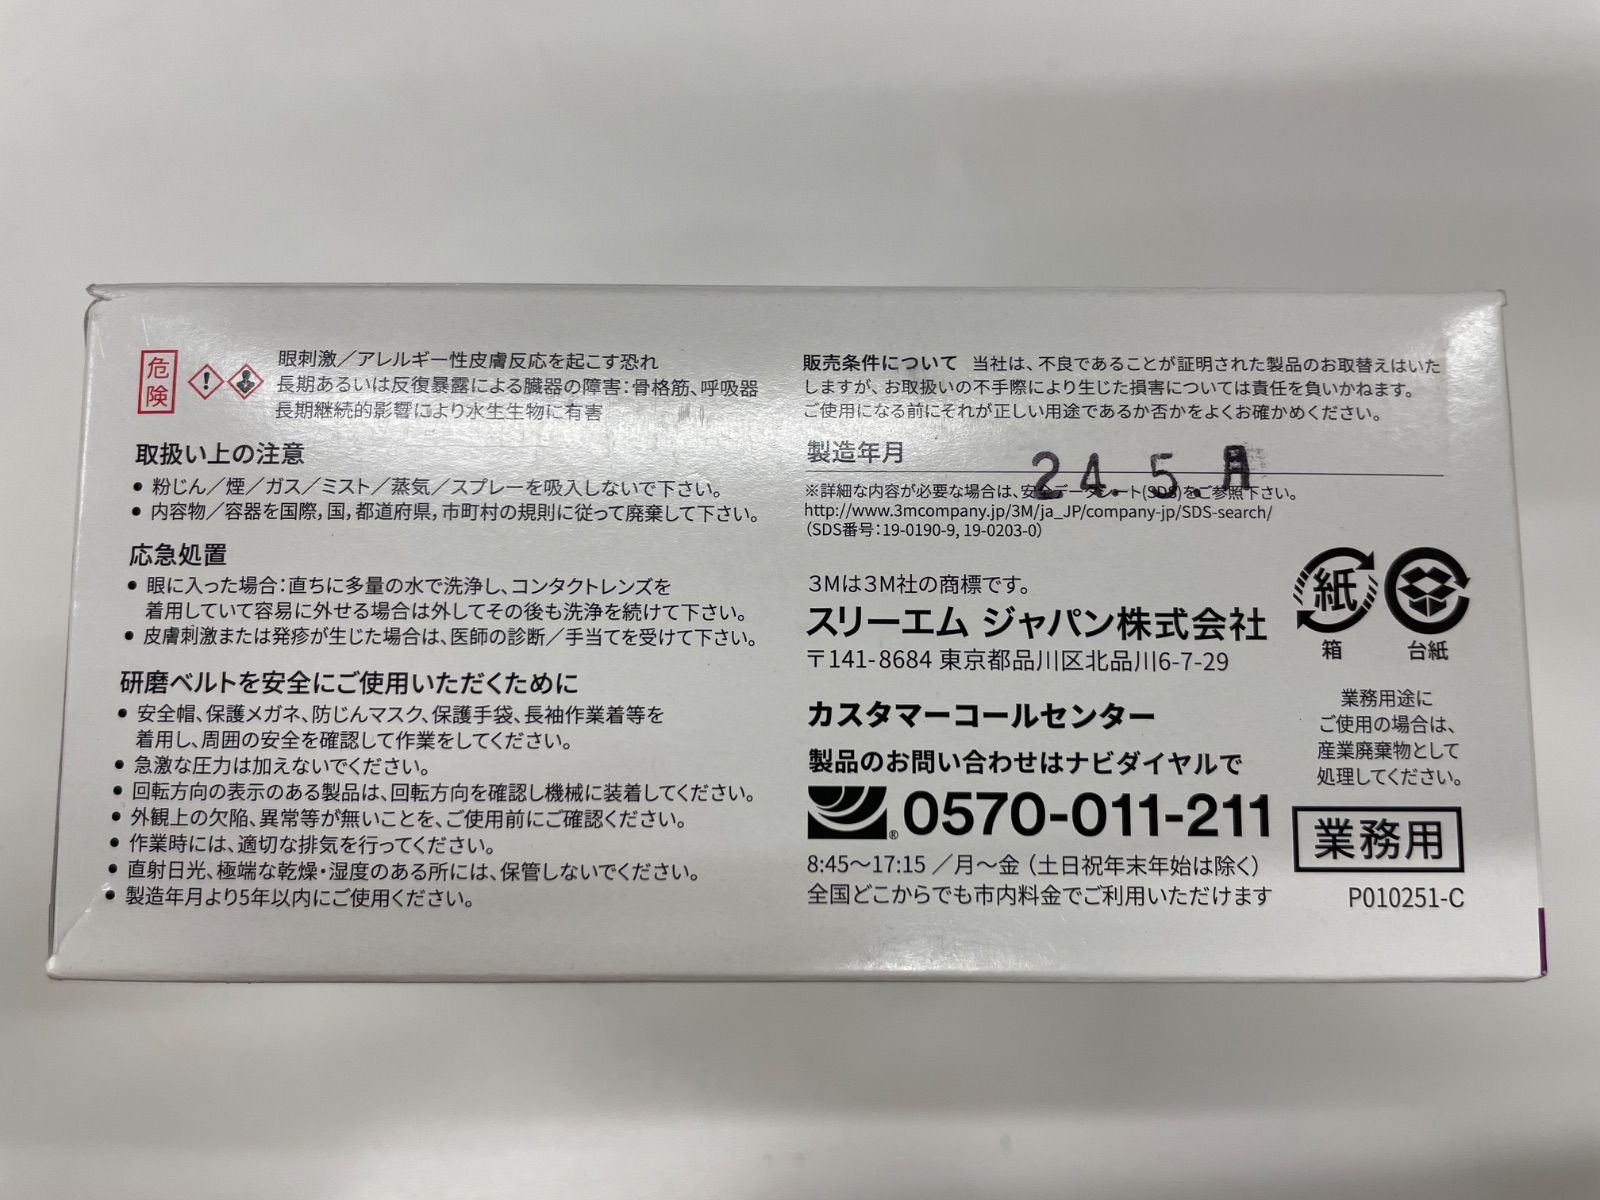 危険
眼刺激／アレルギー性皮膚反応を起こす恐れ
長期あるいは反復暴露による臓器の障害：骨格筋、呼吸器
長期継続的影響により水生生物に有害
取扱い上の注意
● 粉じん／煙／ガス／ミスト／蒸気／スプレーを吸入しないで下さい。
● 内容物／容器を国際，国，都道府県，市町村の規則に従って廃棄して下さい。
応急処置
● 眼に入った場合：直ちに多量の水で洗浄し、コンタクトレンズを
着用していて容易に外せる場合は外してその後も洗浄を続けて下さい。
● 皮膚刺激または発疹が生じた場合は、医師の診断／手当てを受けて下さい。
研磨ベルトを安全にご使用いただくために
● 安全帽、保護メガネ、防じんマスク、保護手袋、長袖作業着等を
着用し、周囲の安全を確認して作業をしてください。
● 急激な圧力は加えないでください。
● 回転方向の表示のある製品は、回転方向を確認し機械に装着してください。
● 外観上の欠陥、異常等が無いことを、ご使用前にご確認ください。
● 作業時には、適切な排気を行ってください。
● 直射日光、極端な乾燥・湿度のある所には、保管しないでください。
● 製造年月より5年以内にご使用ください。
販売条件について 当社は、不良であることが証明された製品のお取替えはいた
しますが、お取扱いの不手際により生じた損害については責任を負いかねます。
ご使用になる前にそれが正しい用途であるか否かをよくお確かめください。
製造年月 24.5.月
※詳細な内容が必要な場合は、安全データシート(SDS)をご参照下さい。
http://www.3mcompany.jp/3M/ja_JP/company-jp/SDS-search/
（SDS番号：19-0190-9, 19-0203-0）
3Mは3M社の商標です。
スリーエム ジャパン株式会社
〒141-8684 東京都品川区北品川6-7-29
カスタマーコールセンター
製品のお問い合わせはナビダイヤルで
® 0570-011-211
8:45～17:15 ／月～金（土日祝年末年始は除く）
全国どこからでも市内料金でご利用いただけます
紙
箱
台紙
業務用途に
ご使用の場合は、
産業廃棄物として
処理してください。
業務用
P010251-C